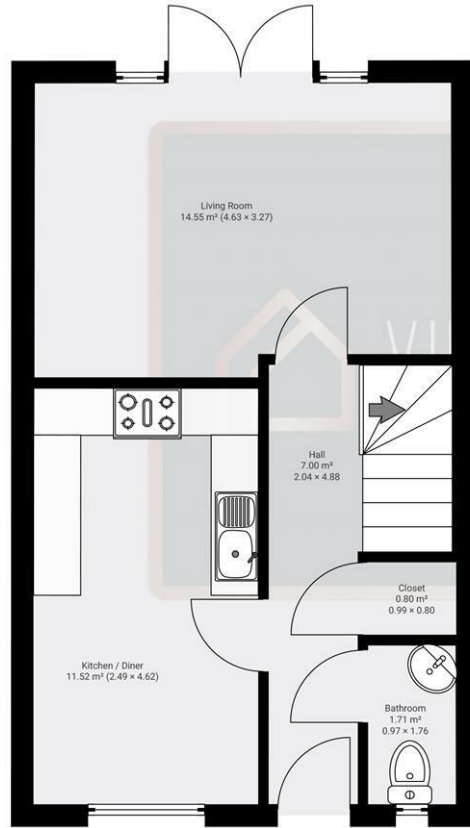 Living Room
14.55 m² (4.63 × 3.27)
Hall
7.00 m²
2.04 × 4.88
Closet
0.80 m²
0.99 × 0.80
Kitchen / Diner
11.52 m² (2.49 × 4.62)
Bathroom
1.71 m²
0.97 × 1.76